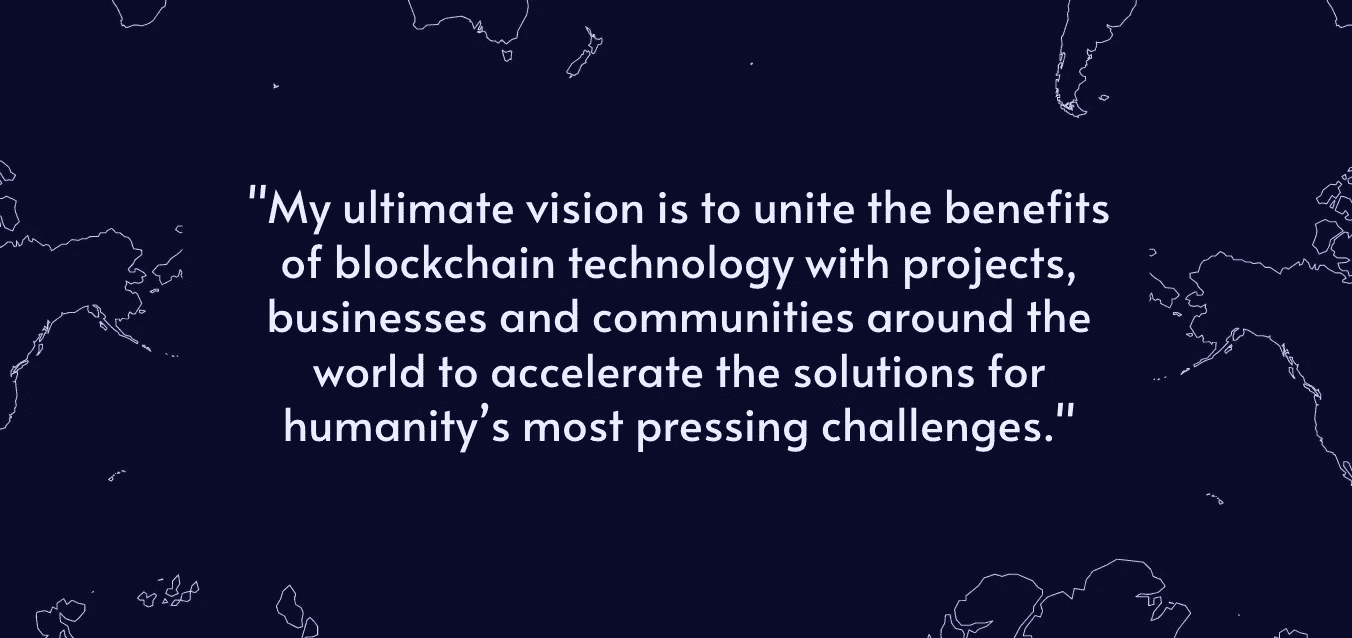 "My ultimate vision is to unite the benefits
of blockchain technology with projects,
businesses and communities around the
world to accelerate the solutions for
humanity’s most pressing challenges."